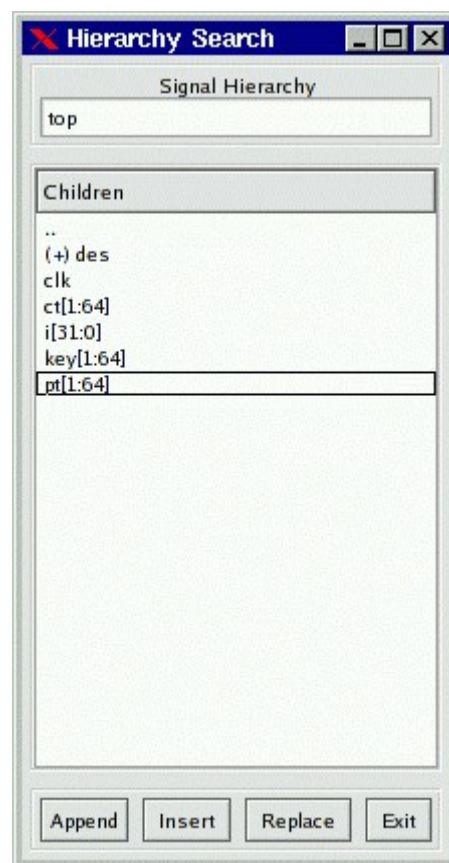 Hierarchy Search
Signal Hierarchy
top
Children
..
(+) des
clk
ct[1:64]
i[31:0]
key[1:64]
pt[1:64]
Append Insert Replace Exit